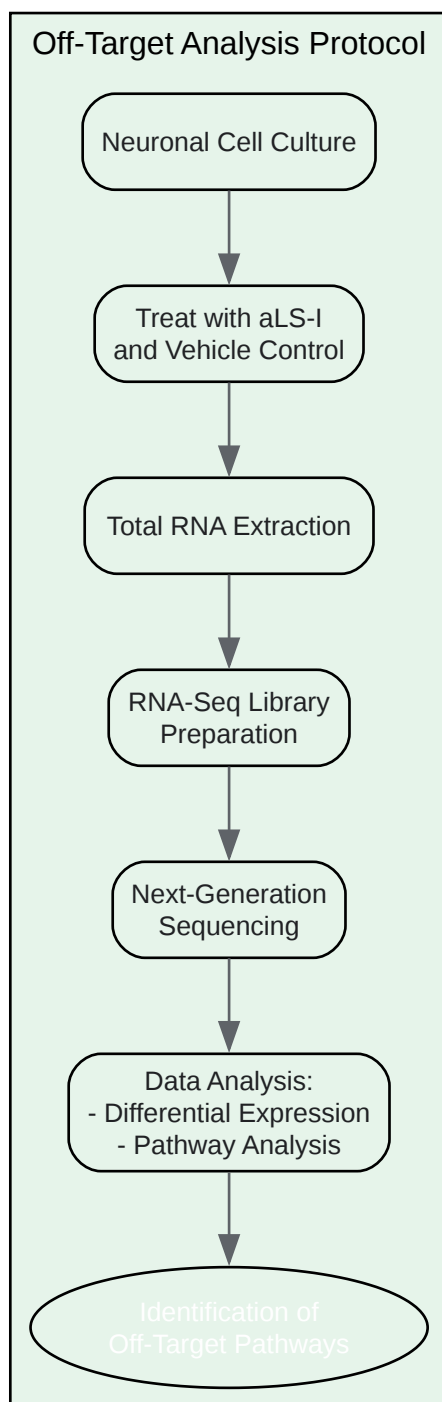 Off-Target Analysis Protocol
Neuronal Cell Culture
Treat with aLS-I
and Vehicle Control
Total RNA Extraction
RNA-Seq Library
Preparation
Next-Generation
Sequencing
Data Analysis:
- Differential Expression
- Pathway Analysis
Identification of
Off-Target Pathways